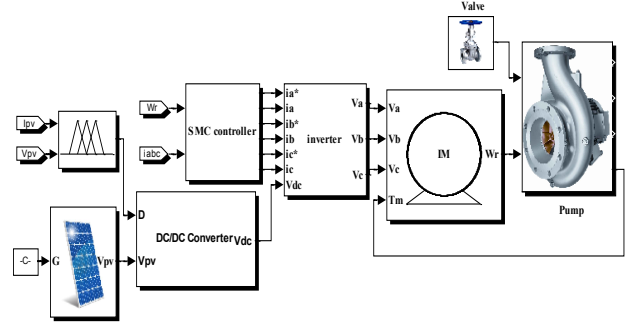 Valve
Ipv
Vpv
Wr
iabc
SMC controller
ia*
ia
ib*
ib
ic*
ic
Vdc
inverter
Va
Vb
Vc
Va
Vb
Vc
Tm
IM
Wr
Pump
D
Vpv
DC/DC Converter
Vdc
-C-
G
Vpv